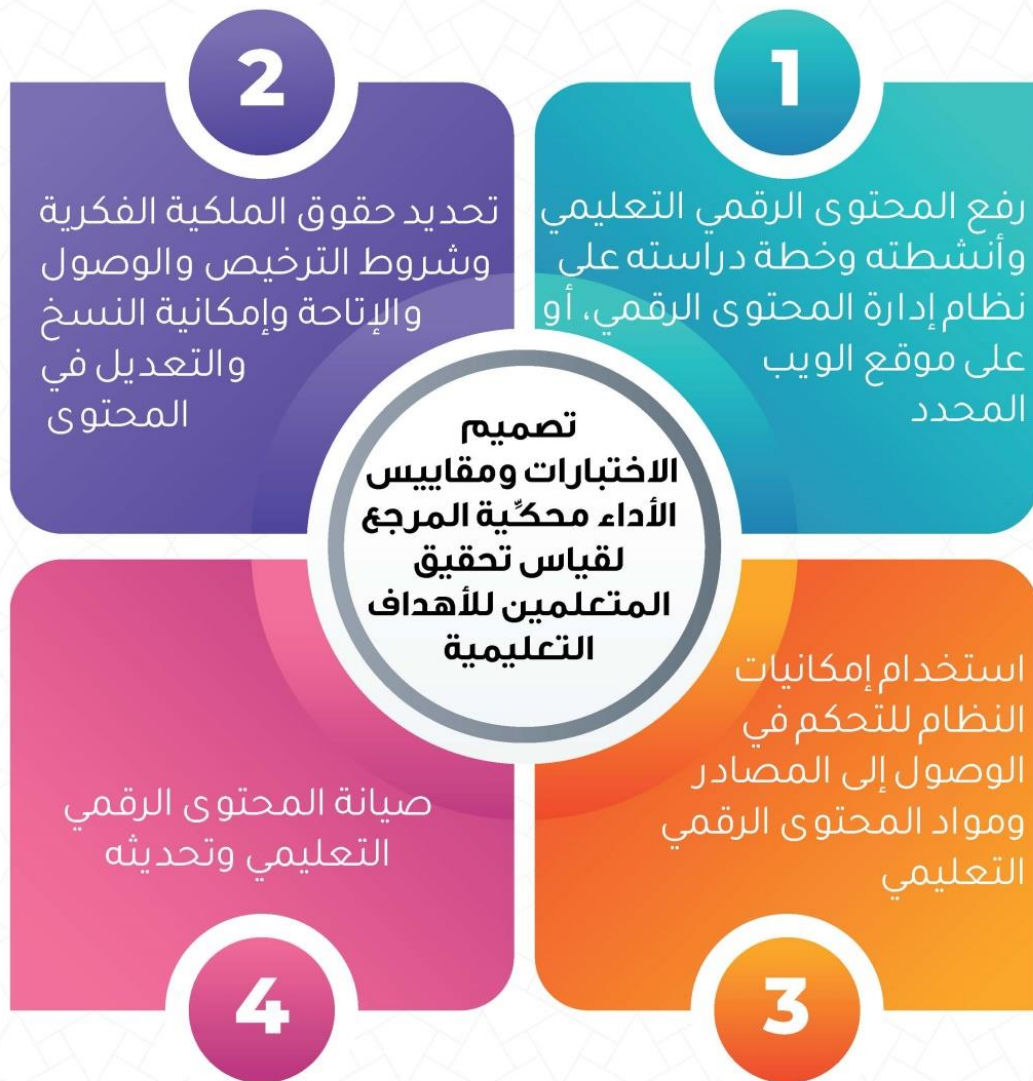 1
رفع المحتوى الرقمي التعليمي
وأنشطته وخطة دراسته على
نظام إدارة المحتوى الرقمي، أو
على موقع الويب
المحدد
2
تحديد حقوق الملكية الفكرية
وشروط الترخيص والوصول
والإتاحة وإمكانية النسخ
والتعديل في
المحتوى
تصميم
الاختبارات ومقاييس
الأداء محكّية المرجع
لقياس تحقيق
المتعلمين للأهداف
التعليمية
استخدام إمكانيات
النظام للتحكم في
الوصول إلى المصادر
ومواد المحتوى الرقمي
التعليمي
3
صيانة المحتوى الرقمي
التعليمي وتحديثه
4